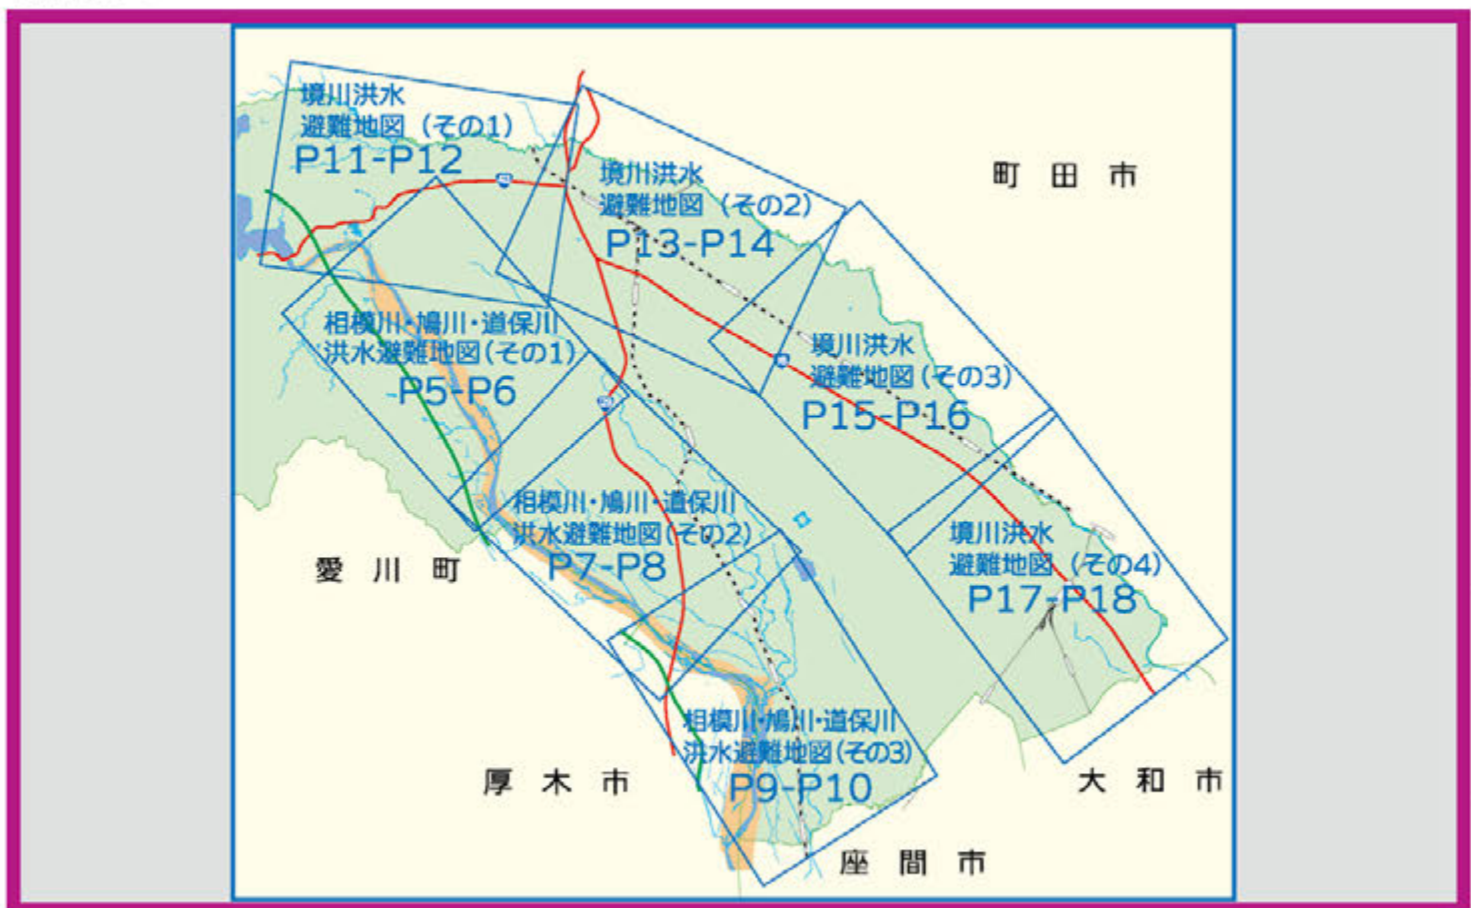 境川洪水
避難地図（その1）
P11-P12
境川洪水
避難地図（その2）
P13-P14
町田市
相模川・鳩川・道保川
洪水避難地図(その1)
P5-P6
境川洪水
避難地図(その3)
P15-P16
相模川・鳩川・道保川
洪水避難地図(その2)
P7-P8
境川洪水
避難地図（その4）
P17-P18
愛川町
相模川・鳩川・道保川
洪水避難地図(その3)
P9-P10
厚木市
大和市
座間市